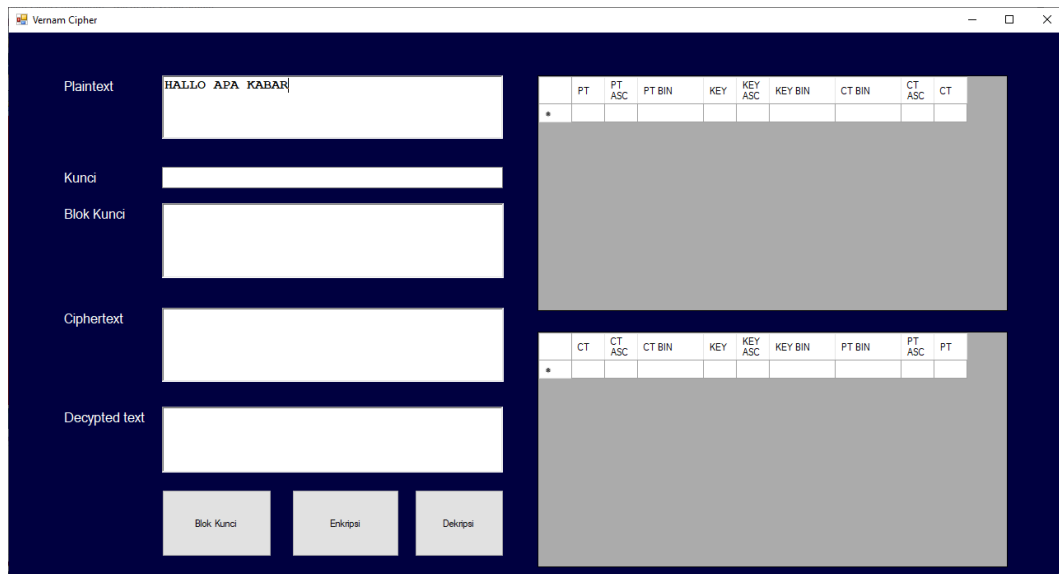 Vernam Cipher
Plaintext
HALLO APA KABAR
Kunci
Blok Kunci
Ciphertext
Decypted text
Blok Kunci Enkripsi Dekripsi
PT PT ASC PT BIN KEY KEY ASC KEY BIN CT BIN CT ASC CT
CT CT ASC CT BIN KEY KEY ASC KEY BIN PT BIN PT ASC PT